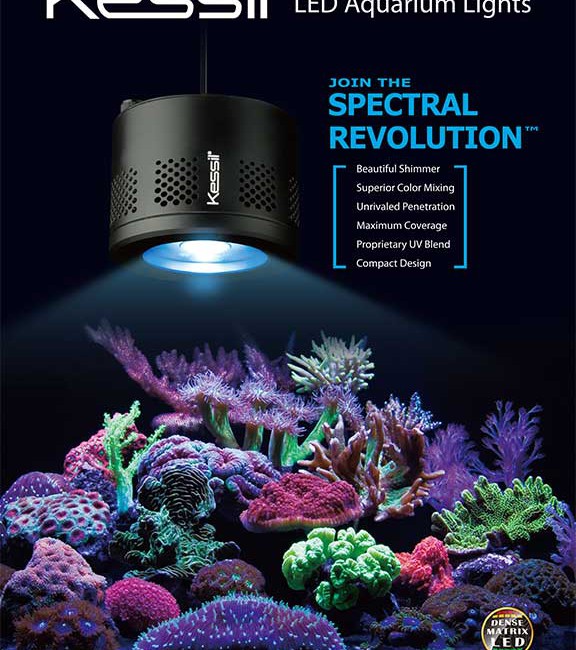 Kessil
LED Aquarium Lights
JOIN THE
SPECTRAL
REVOLUTION™
Beautiful Shimmer
Superior Color Mixing
Unrivaled Penetration
Maximum Coverage
Proprietary UV Blend
Compact Design
Kessil®
DENSE
MATRIX
LED